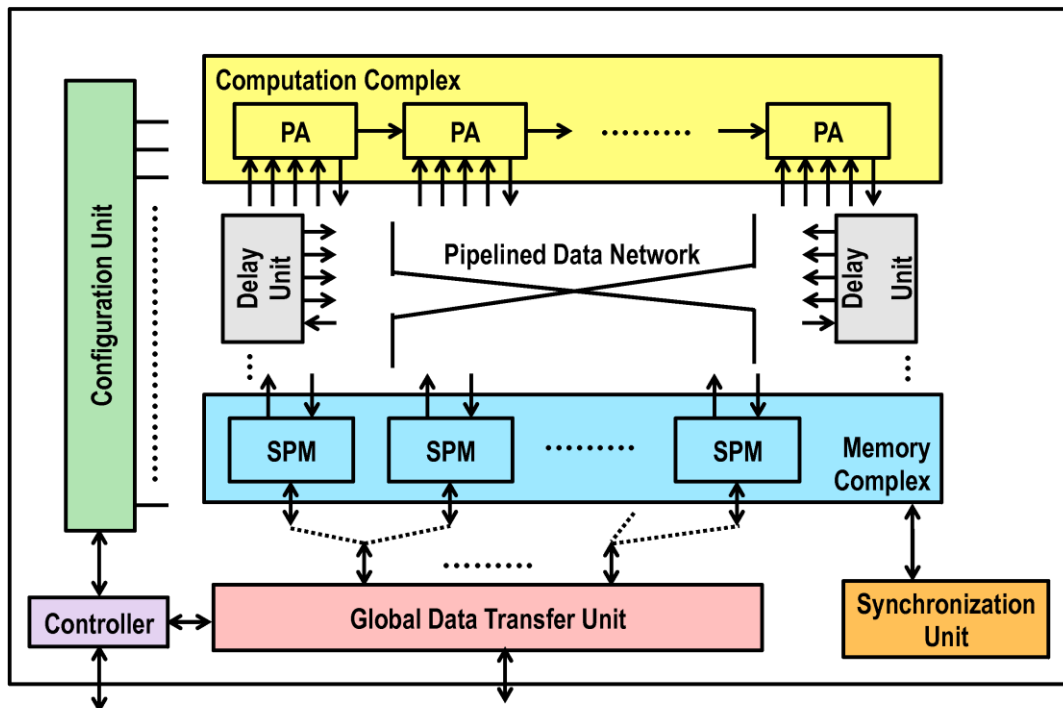 Computation Complex
PA
PA
PA
Configuration Unit
Delay
Unit
Pipelined Data Network
Delay
Unit
SPM
SPM
SPM
Memory
Complex
Controller
Global Data Transfer Unit
Synchronization
Unit